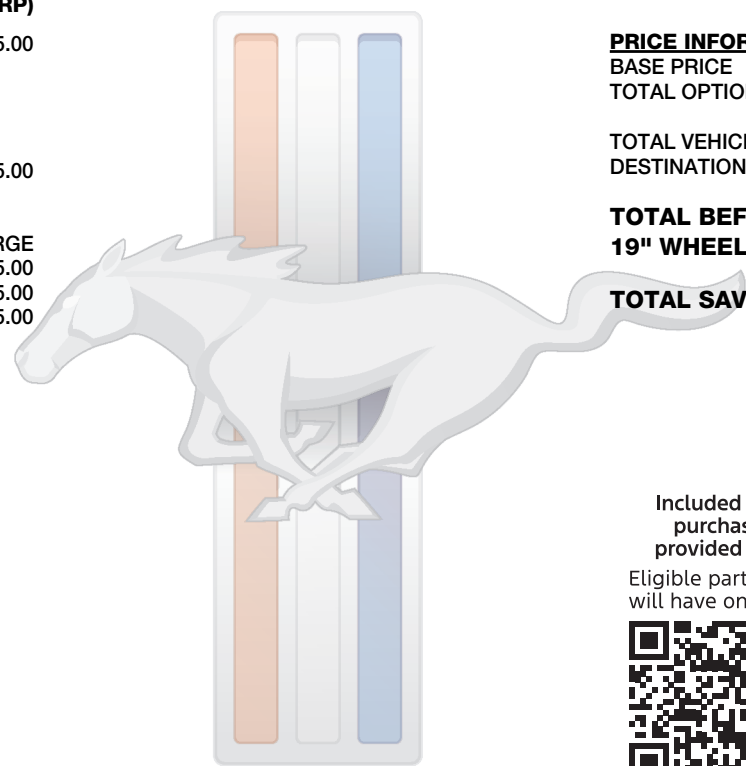 RP)
5.00
5.00
RGE
5.00
5.00
5.00
PRICE INFOR
BASE PRICE
TOTAL OPTIO
TOTAL VEHICL
DESTINATION
TOTAL BEF
19" WHEEL
TOTAL SAV
Included
purchas
provided
Eligible part
will have on